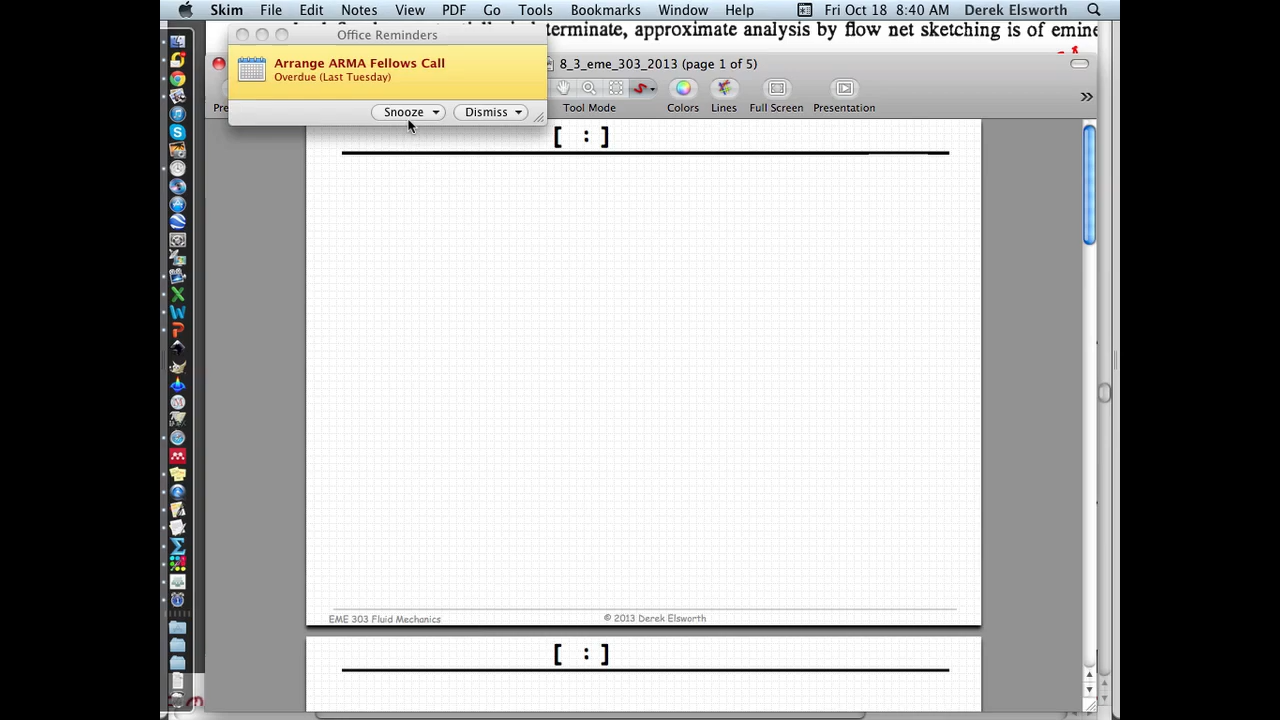 Skim File Edit Notes View PDF Go Tools Bookmarks Window Help Fri Oct 18 8:40 AM Derek Elsworth
terminate, approximate analysis by flow net sketching is of emine
Office Reminders
Arrange ARMA Fellows Call
Overdue (Last Tuesday)
Snooze Dismiss
8_3_eme_303_2013 (page 1 of 5)
Pre Tool Mode Colors Lines Full Screen Presentation
[ : ]
EME 303 Fluid Mechanics © 2013 Derek Elsworth
[ : ]